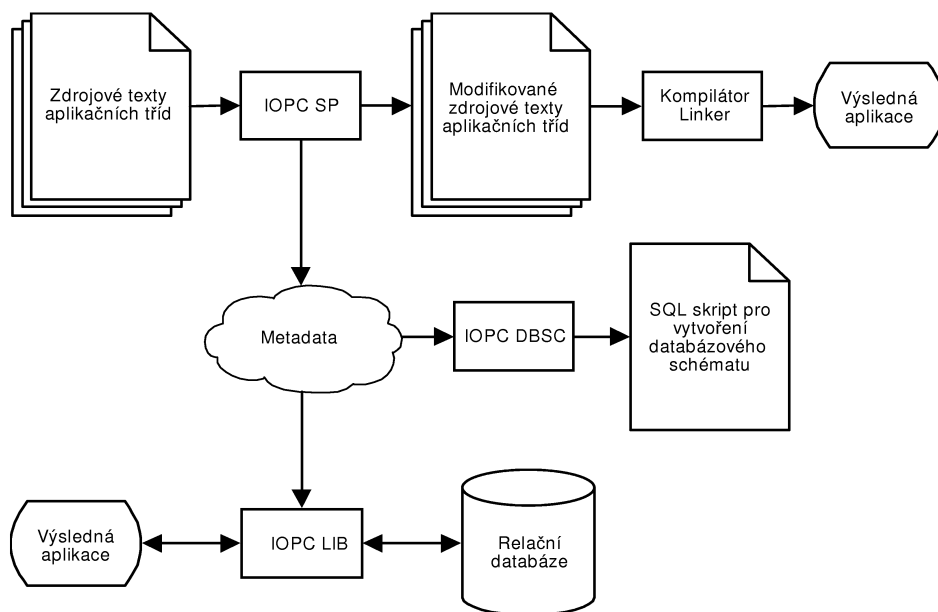 Zdrojové texty
aplikačních tříd
IOPC SP
Modifikované
zdrojové texty
aplikačních tříd
Kompilátor
Linker
Výsledná
aplikace
Metadata
IOPC DBSC
SQL skript pro
vytvoření
databázového
schématu
Výsledná
aplikace
IOPC LIB
Relační
databáze